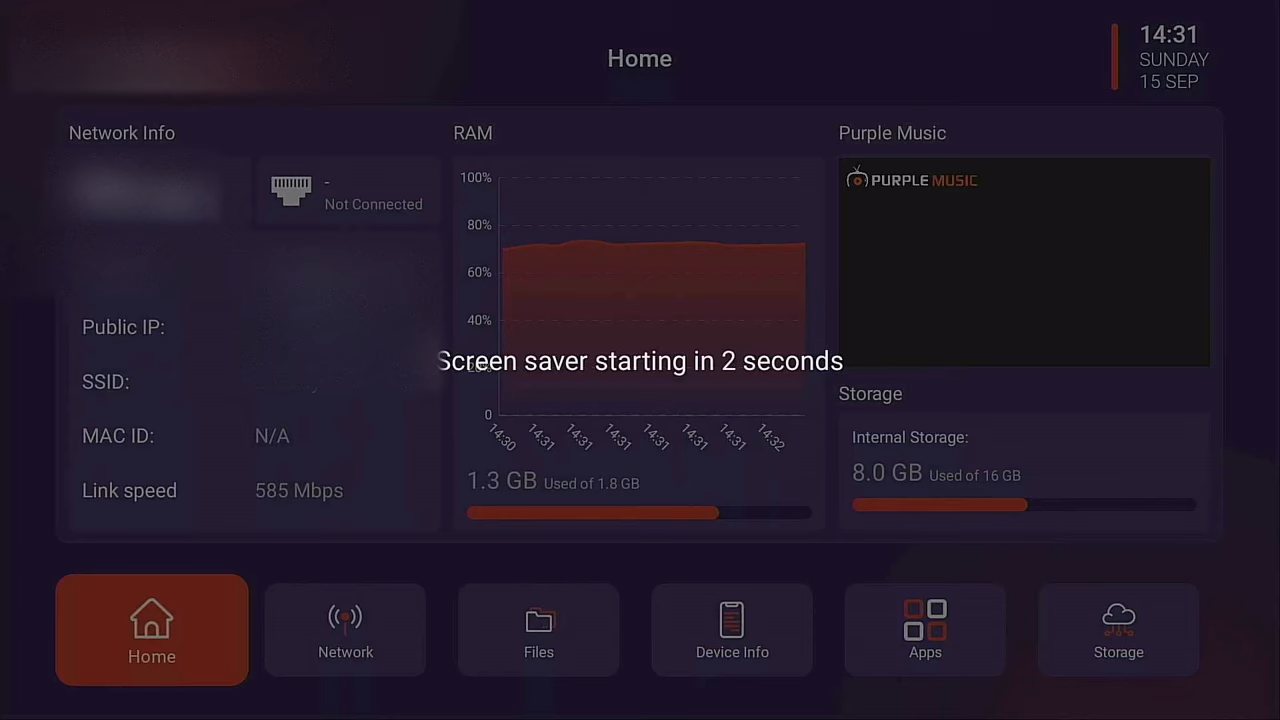 Home
14:31
SUNDAY
15 SEP
Network Info
-
Not Connected
Public IP:
SSID:
MAC ID:
N/A
Link speed
585 Mbps
RAM
100%
80%
60%
40%
20%
0
14:30
14:31
14:31
14:31
14:31
14:31
14:31
14:32
1.3 GB Used of 1.8 GB
Screen saver starting in 2 seconds
Purple Music
PURPLE MUSIC
Storage
Internal Storage:
8.0 GB Used of 16 GB
Home
Network
Files
Device Info
Apps
Storage